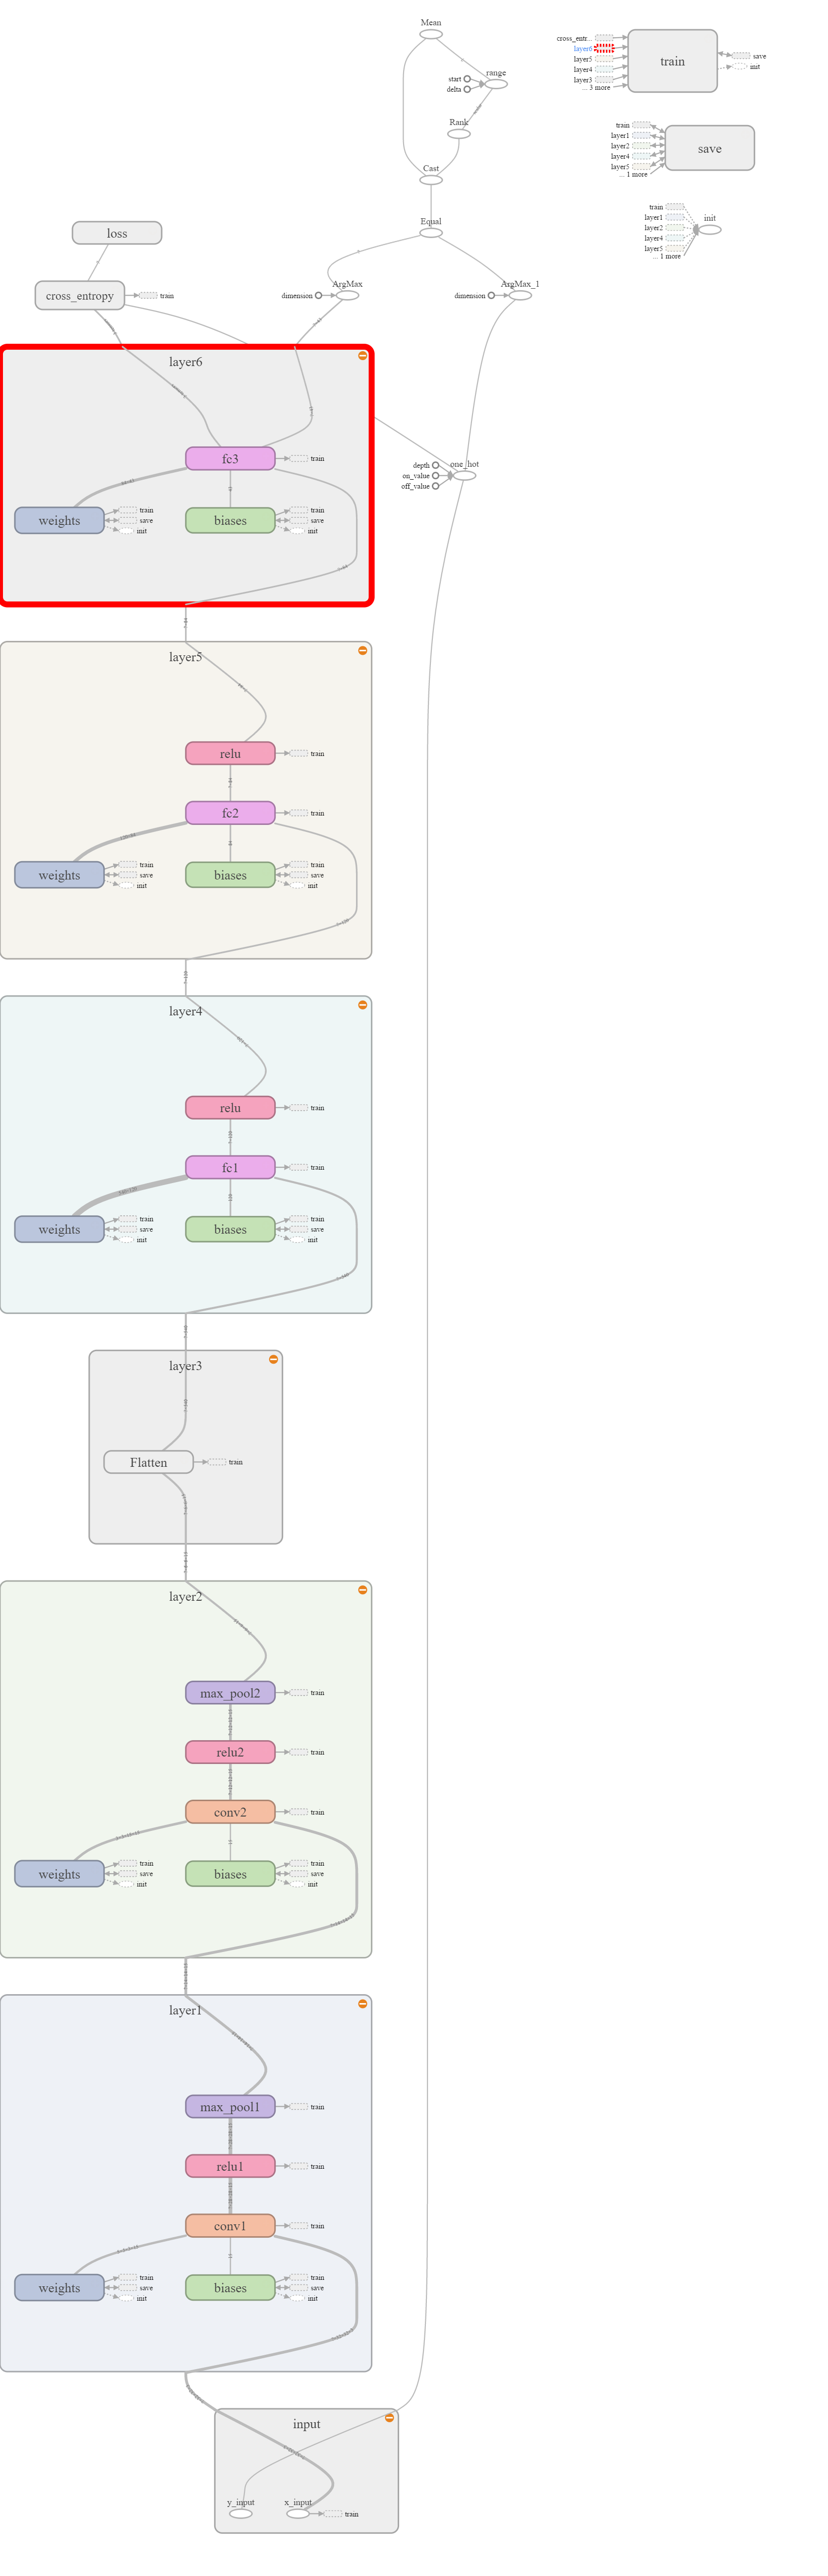 Mean
cross_entr...
layer6
layer5
layer4
layer3
... 3 more
train
save
init
start
delta
range
Rank
train
layer1
layer2
layer4
layer5
... 1 more
save
Cast
train
layer1
layer2
layer4
layer5
... 1 more
init
Equal
loss
cross_entropy
train
dimension
ArgMax
dimension
ArgMax_1
layer6
fc3
train
depth
on_value
off_value
one_hot
weights
train
save
init
biases
train
save
init
layer5
relu
train
fc2
train
weights
train
save
init
biases
train
save
init
layer4
relu
train
fc1
train
weights
train
save
init
biases
train
save
init
layer3
Flatten
train
layer2
max_pool2
train
relu2
train
conv2
train
weights
train
save
init
biases
train
save
init
layer1
max_pool1
train
relu1
train
conv1
train
weights
train
save
init
biases
train
save
init
input
y_input
x_input
train